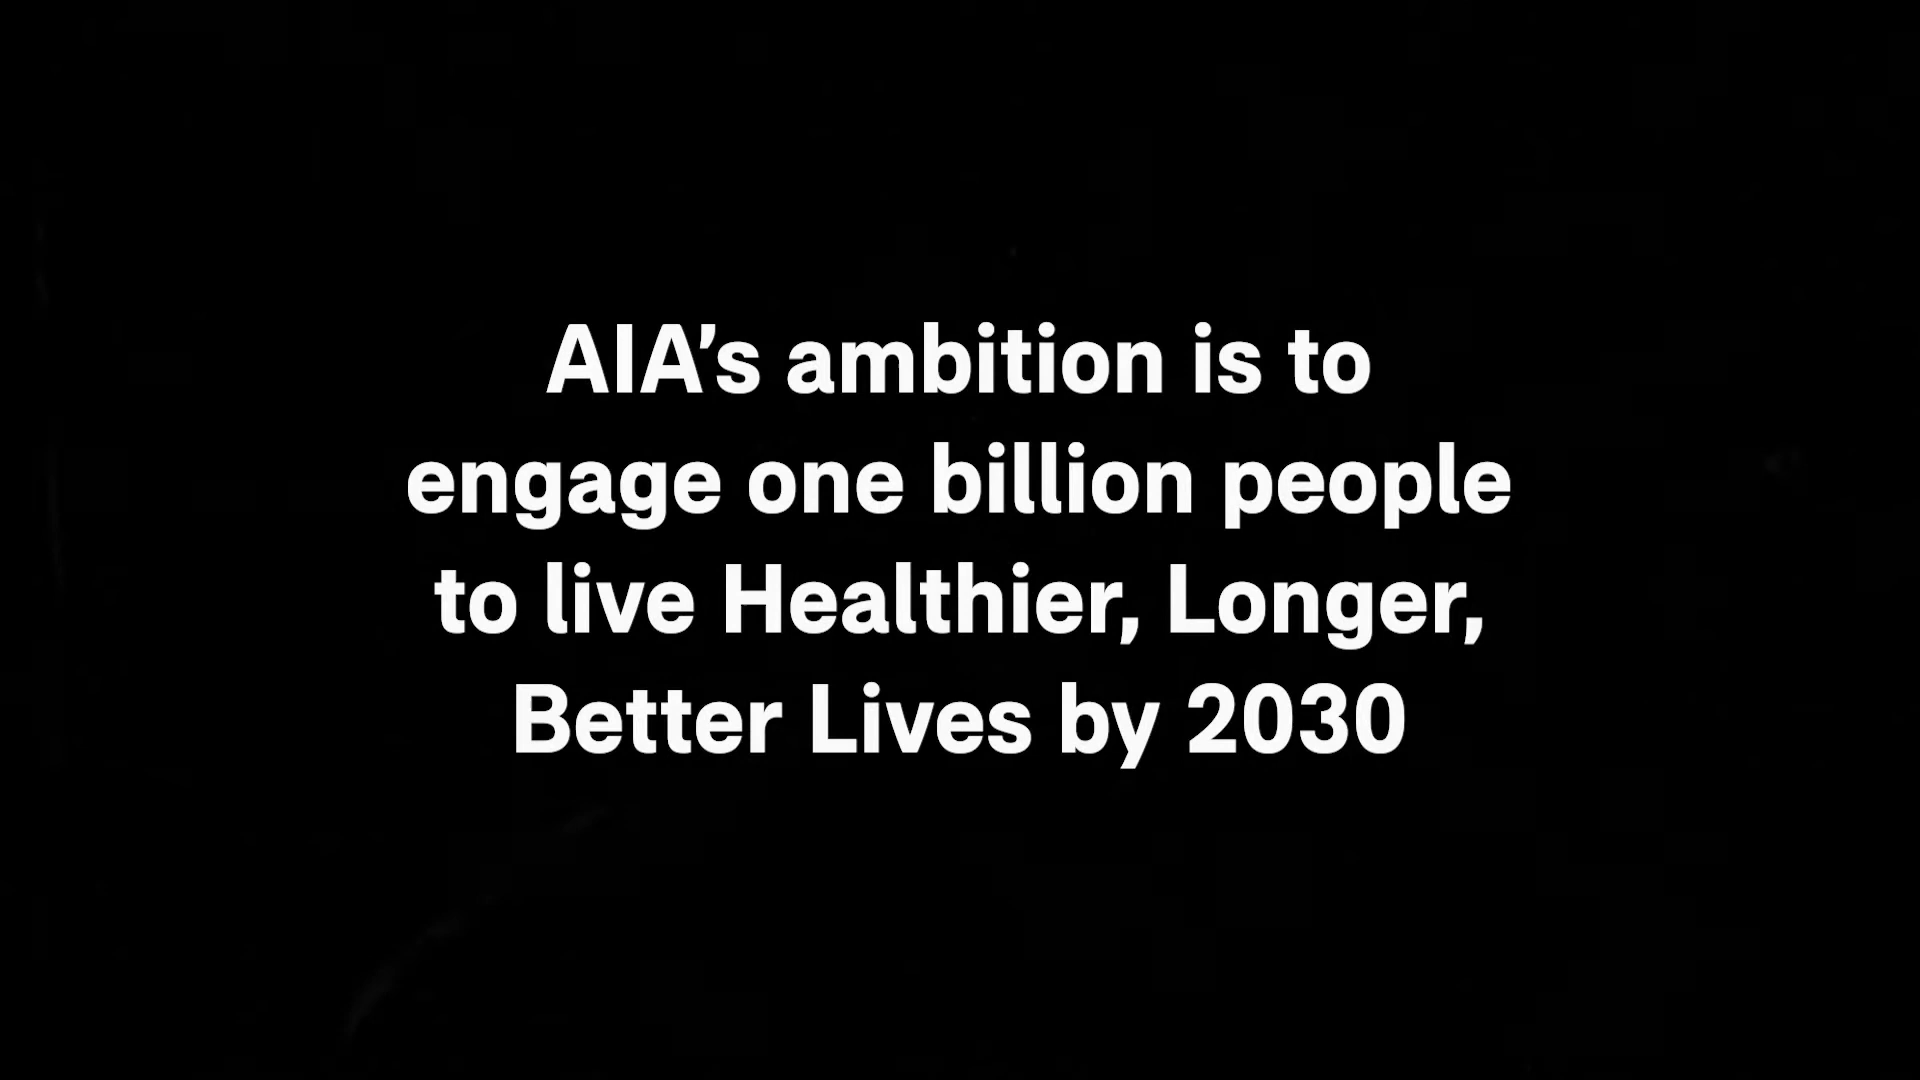 AIA’s ambition is to
engage one billion people
to live Healthier, Longer,
Better Lives by 2030